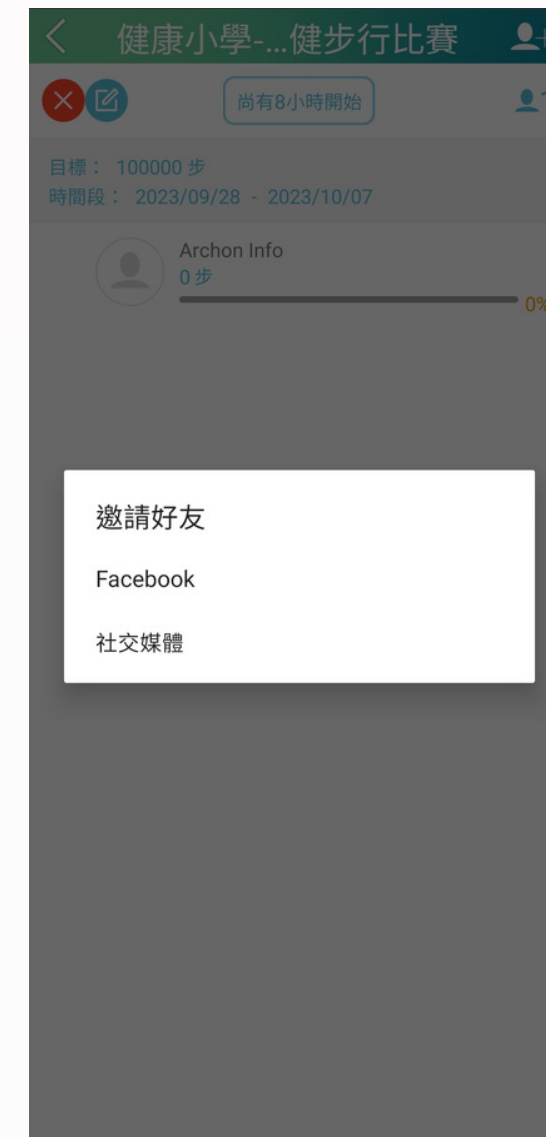 健康小學-...健步行比賽
尚有8小時開始
目標： 100000 步
時間段： 2023/09/28 - 2023/10/07
Archon Info
0 步
0%
邀請好友
Facebook
社交媒體